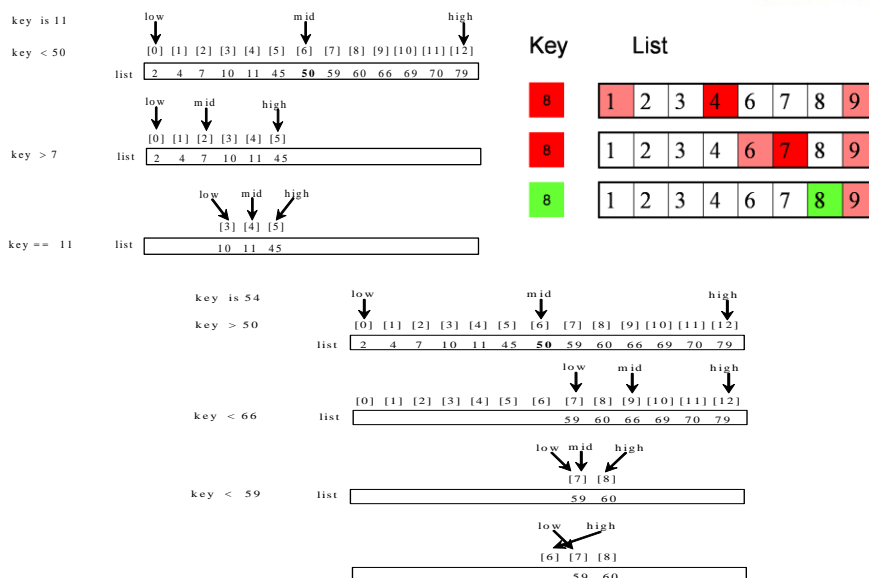 key is 11 low mid high
key < 50 [0] [1] [2] [3] [4] [5] [6] [7] [8] [9] [10] [11] [12]
list 2 4 7 10 11 45 50 59 60 66 69 70 79
low mid high
[0] [1] [2] [3] [4] [5]
key > 7 list 2 4 7 10 11 45
low mid high
[3] [4] [5]
key == 11 list 10 11 45
Key List
8 1 2 3 4 6 7 8 9
8 1 2 3 4 6 7 8 9
8 1 2 3 4 6 7 8 9
key is 54 low mid high
key > 50 [0] [1] [2] [3] [4] [5] [6] [7] [8] [9] [10] [11] [12]
list 2 4 7 10 11 45 50 59 60 66 69 70 79
low mid high
[0] [1] [2] [3] [4] [5] [6] [7] [8] [9] [10] [11] [12]
key < 66 list 59 60 66 69 70 79
low mid high
[7] [8]
key < 59 list 59 60
low high
[6] [7] [8]
59 60